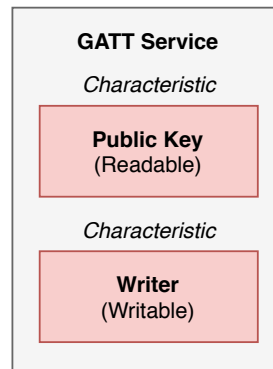 GATT Service
Characteristic
Public Key
(Readable)
Characteristic
Writer
(Writable)